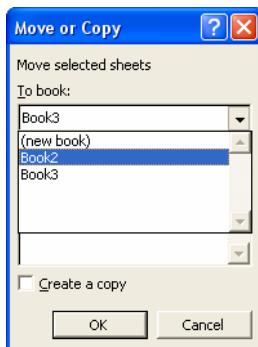 Move or Copy
Move selected sheets
To book:
Book3
(new book)
Book2
Book3
Create a copy
OK Cancel